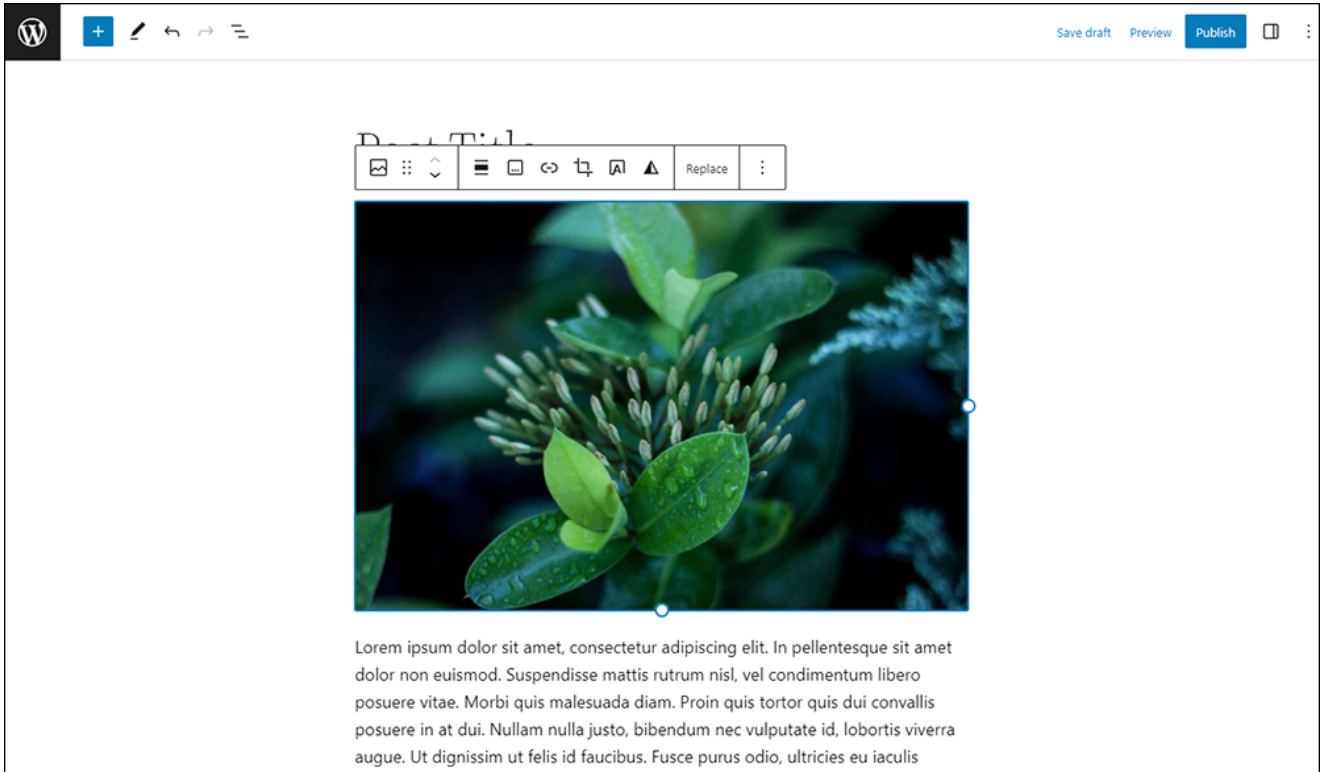 Save draft Preview Publish
Post Title
Replace
Lorem ipsum dolor sit amet, consectetur adipiscing elit. In pellentesque sit amet
dolor non euismod. Suspendisse mattis rutrum nisl, vel condimentum libero
posuere vitae. Morbi quis malesuada diam. Proin quis tortor quis dui convallis
posuere in at dui. Nullam nulla justo, bibendum nec vulputate id, lobortis viverra
augue. Ut dignissim ut felis id faucibus. Fusce purus odio, ultricies eu iaculis